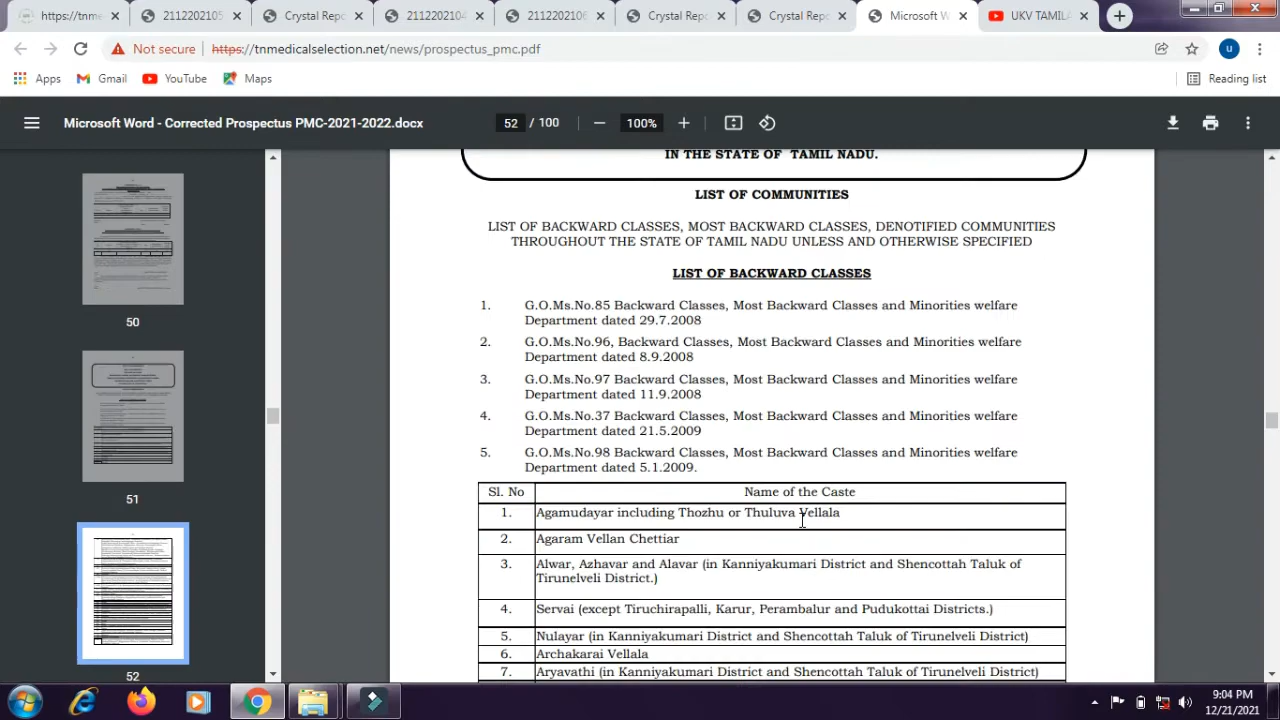 https://tnme
2112202105
Crystal Repo
2112202104
2112202106
Crystal Repo
Crystal Repo
Microsoft W
UKV TAMILA
Not secure
https://tnmedicalselection.net/news/prospectus_pmc.pdf
u
Apps
Gmail
YouTube
Maps
Reading list
Microsoft Word - Corrected Prospectus PMC-2021-2022.docx
52 / 100
100%
50
51
52
IN THE STATE OF TAMIL NADU.
LIST OF COMMUNITIES
LIST OF BACKWARD CLASSES, MOST BACKWARD CLASSES, DENOTIFIED COMMUNITIES
THROUGHOUT THE STATE OF TAMIL NADU UNLESS AND OTHERWISE SPECIFIED
LIST OF BACKWARD CLASSES
1. G.O.Ms.No.85 Backward Classes, Most Backward Classes and Minorities welfare
Department dated 29.7.2008
2. G.O.Ms.No.96, Backward Classes, Most Backward Classes and Minorities welfare
Department dated 8.9.2008
3. G.O.Ms.No.97 Backward Classes, Most Backward Classes and Minorities welfare
Department dated 11.9.2008
4. G.O.Ms.No.37 Backward Classes, Most Backward Classes and Minorities welfare
Department dated 21.5.2009
5. G.O.Ms.No.98 Backward Classes, Most Backward Classes and Minorities welfare
Department dated 5.1.2009.
Sl. No Name of the Caste
1. Agamudayar including Thozhu or Thuluva Vellala
2. Agaram Vellan Chettiar
3. Alwar, Azhavar and Alavar (in Kanniyakumari District and Shencottah Taluk of
Tirunelveli District.)
4. Servai (except Tiruchirapalli, Karur, Perambalur and Pudukottai Districts.)
5. Nulayar (in Kanniyakumari District and Shencottah Taluk of Tirunelveli District)
6. Archakarai Vellala
7. Aryavathi (in Kanniyakumari District and Shencottah Taluk of Tirunelveli District)
9:04 PM
12/21/2021